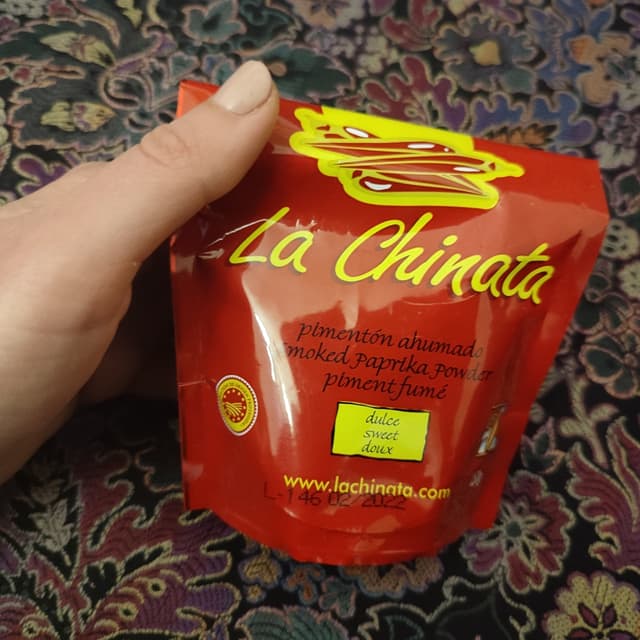 La Chinata
pimentón ahumado
Smoked Paprika Powder
piment fumé
dulce
sweet
doux
www.lachinata.com
L-146 02 2022